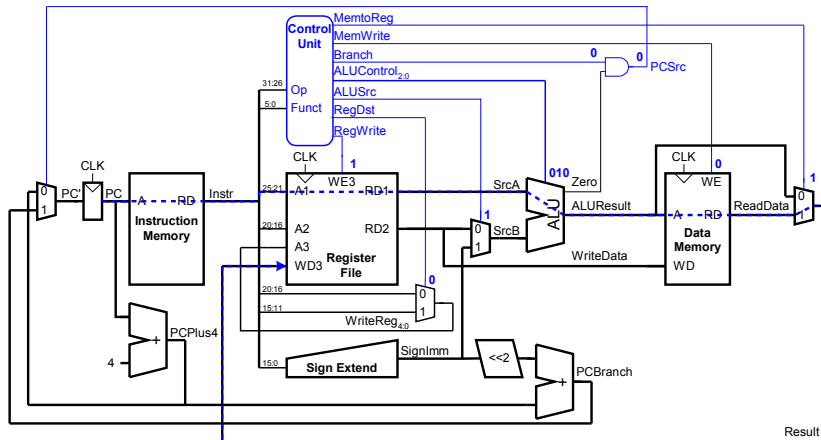 MemtoReg
Control Unit
MemWrite
Branch
0
0
PCSrc
ALUControl2:0
31:26
Op
ALUSrc
5:0
Funct
RegDst
RegWrite
CLK
CLK
CLK
1
010
Zero
0
1
WE3
WE
0
PC'
PC
A
RD
Instr
25:21
A1
RD1
SrcA
1
0
1
Instruction Memory
ALU
ALUResult
A
RD
ReadData
1
20:16
A2
RD2
0
SrcB
Data Memory
A3
1
Register File
WriteData
WD3
WD
0
20:16
0
15:11
1
PCPlus4
WriteReg4:0
+
4
SignImm
15:0
Sign Extend
<<2
PCBranch
+
Result